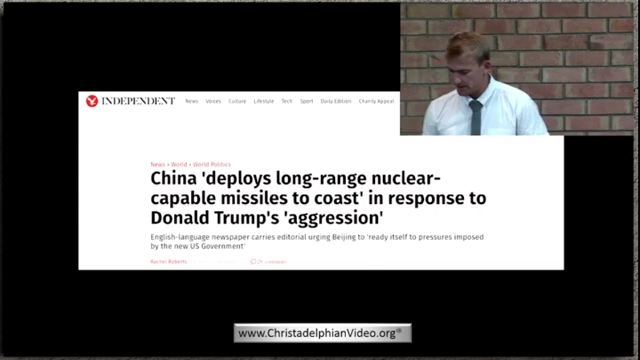 INDEPENDENT
News Voices Culture Lifestyle Tech Sport Daily Edition Charity Appeal
News > World > World Politics
China 'deploys long-range nuclear-
capable missiles to coast' in response to
Donald Trump's 'aggression'
English-language newspaper carries editorial urging Beijing to 'ready itself to pressures imposed
by the new US Government'
Rachel Roberts
www.ChristadelphianVideo.org